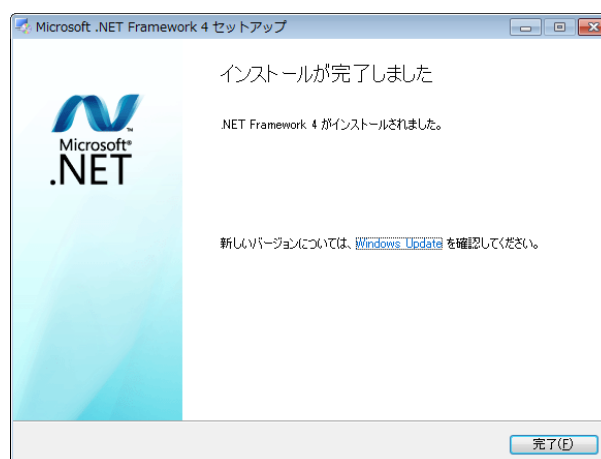 Microsoft .NET Framework 4 セットアップ
インストールが完了しました
Microsoft®
.NET
.NET Framework 4 がインストールされました。
新しいバージョンについては、Windows Update を確認してください。
完了(F)